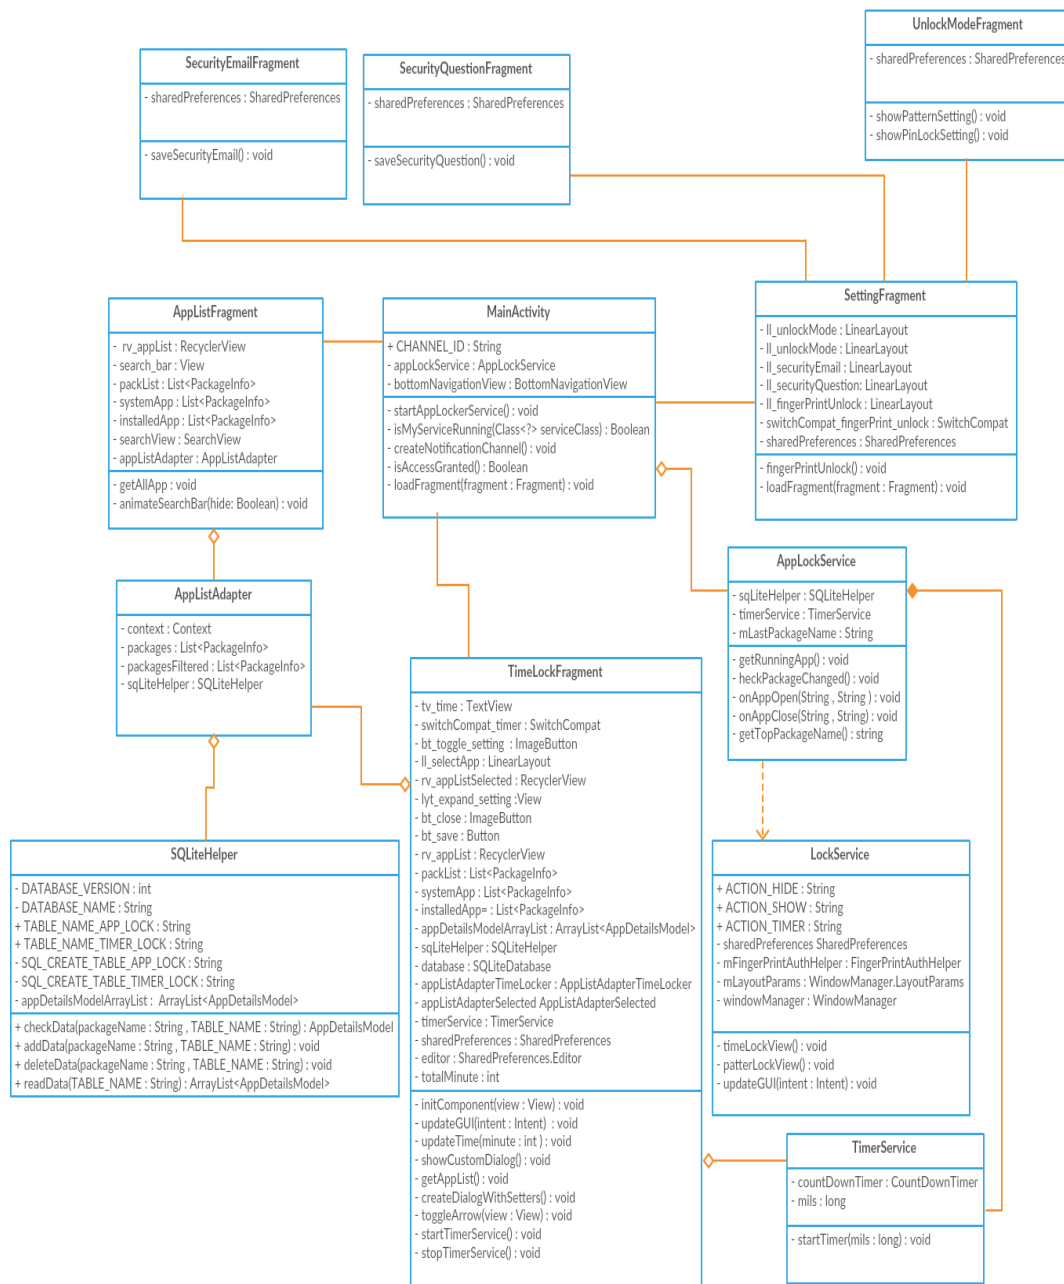 UnlockModeFragment
- sharedPreferences : SharedPreferences
- showPatternSetting() : void
- showPinLockSetting() : void
SecurityEmailFragment
- sharedPreferences : SharedPreferences
- saveSecurityEmail() : void
SecurityQuestionFragment
- sharedPreferences : SharedPreferences
- saveSecurityQuestion() : void
AppListFragment
- rv_appList : RecyclerView
- search_bar : View
- packList : List<PackageInfo>
- systemApp : List<PackageInfo>
- installedApp : List<PackageInfo>
- searchView : SearchView
- appListAdapter : AppListAdapter
- getAllApp : void
- animateSearchBar(hide: Boolean) : void
MainActivity
+ CHANNEL_ID : String
- appLockService : AppLockService
- bottomNavigationView : BottomNavigationView
- startAppLockerService() : void
- isMyServiceRunning(Class<?> serviceClass) : Boolean
- createNotificationChannel() : void
- isAccessGranted() : Boolean
- loadFragment(fragment : Fragment) : void
SettingFragment
- ll_unlockMode : LinearLayout
- ll_unlockMode : LinearLayout
- ll_securityEmail : LinearLayout
- ll_securityQuestion: LinearLayout
- ll_fingerPrintUnlock : LinearLayout
- switchCompat_fingerPrint_unlock : SwitchCompat
- sharedPreferences : SharedPreferences
- fingerPrintUnlock() : void
- loadFragment(fragment : Fragment) : void
AppListAdapter
- context : Context
- packages : List<PackageInfo>
- packagesFiltered : List<PackageInfo>
- sqLiteHelper : SQLiteHelper
AppLockService
- sqLiteHelper : SQLiteHelper
- timerService : TimerService
- mLastPackageName : String
- getRunningApp() : void
- heckPackageChanged() : void
- onAppOpen(String , String ) : void
- onAppClose(String , String) : void
- getTopPackageName() : string
TimeLockFragment
- tv_time : TextView
- switchCompat_timer : SwitchCompat
- bt_toggle_setting : ImageButton
- ll_selectApp : LinearLayout
- rv_appListSelected : RecyclerView
- lyt_expand_setting :View
- bt_close : ImageButton
- bt_save : Button
- rv_appList : RecyclerView
- packList : List<PackageInfo>
- systemApp : List<PackageInfo>
- installedApp= : List<PackageInfo>
- appDetailsModelArrayList : ArrayList<AppDetailsModel>
- sqLiteHelper : SQLiteHelper
- database : SQLiteDatabase
- appListAdapterTimeLocker : AppListAdapterTimeLocker
- appListAdapterSelected AppListAdapterSelected
- timerService : TimerService
- sharedPreferences : SharedPreferences
- editor : SharedPreferences.Editor
- totalMinute : int
- initComponent(view : View) : void
- updateGUI(intent : Intent) : void
- updateTime(minute : int ) : void
- showCustomDialog() : void
- getAppList() : void
- createDialogWithSetters() : void
- toggleArrow(view : View) : void
- startTimerService() : void
- stopTimerService() : void
SQLiteHelper
- DATABASE_VERSION : int
- DATABASE_NAME : String
+ TABLE_NAME_APP_LOCK : String
+ TABLE_NAME_TIMER_LOCK : String
- SQL_CREATE_TABLE_APP_LOCK : String
- SQL_CREATE_TABLE_TIMER_LOCK : String
- appDetailsModelArrayList : ArrayList<AppDetailsModel>
+ checkData(packageName : String , TABLE_NAME : String) : AppDetailsModel
+ addData(packageName : String , TABLE_NAME : String) : void
+ deleteData(packageName : String , TABLE_NAME : String) : void
+ readData(TABLE_NAME : String) : ArrayList<AppDetailsModel>
LockService
+ ACTION_HIDE : String
+ ACTION_SHOW : String
+ ACTION_TIMER : String
- sharedPreferences SharedPreferences
- mFingerPrintAuthHelper : FingerPrintAuthHelper
- mLayoutParams : WindowManager.LayoutParams
- windowManager : WindowManager
- timeLockView() : void
- patterLockView() : void
- updateGUI(intent : Intent) : void
TimerService
- countDownTimer : CountDownTimer
- mils : long
- startTimer(mils : long) : void